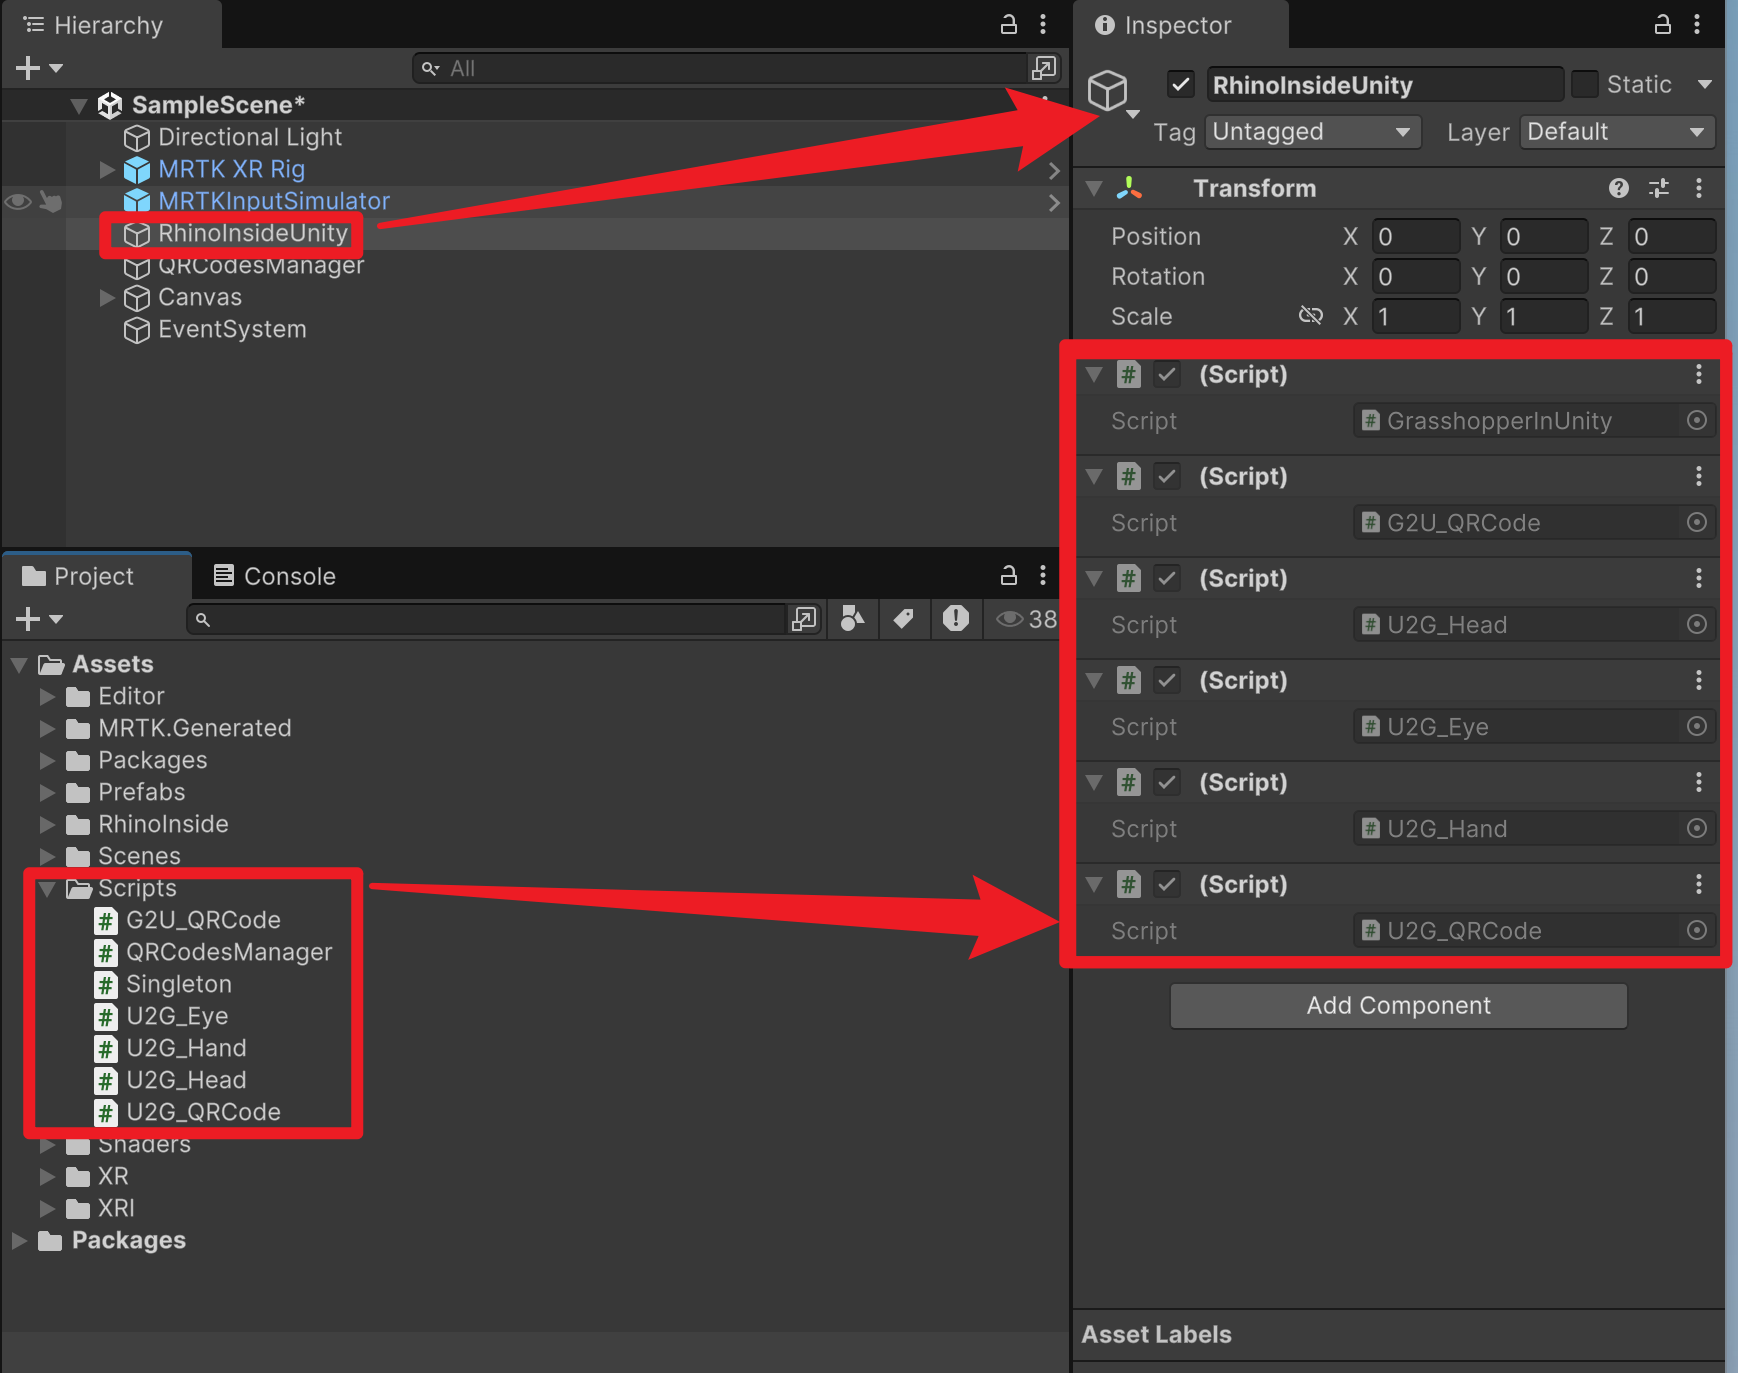 Hierarchy
All
SampleScene*
Directional Light
MRTK XR Rig
MRTKInputSimulator
RhinoInsideUnity
QRCodesManager
Canvas
EventSystem
Project
Console
38
Assets
Editor
MRTK.Generated
Packages
Prefabs
RhinoInside
Scenes
Scripts
# G2U_QRCode
# QRCodesManager
# Singleton
# U2G_Eye
# U2G_Hand
# U2G_Head
# U2G_QRCode
Shaders
XR
XRI
Packages
Inspector
RhinoInsideUnity Static
Tag Untagged Layer Default
Transform
Position X 0 Y 0 Z 0
Rotation X 0 Y 0 Z 0
Scale X 1 Y 1 Z 1
# (Script)
Script # GrasshopperInUnity
# (Script)
Script # G2U_QRCode
# (Script)
Script # U2G_Head
# (Script)
Script # U2G_Eye
# (Script)
Script # U2G_Hand
# (Script)
Script # U2G_QRCode
Add Component
Asset Labels